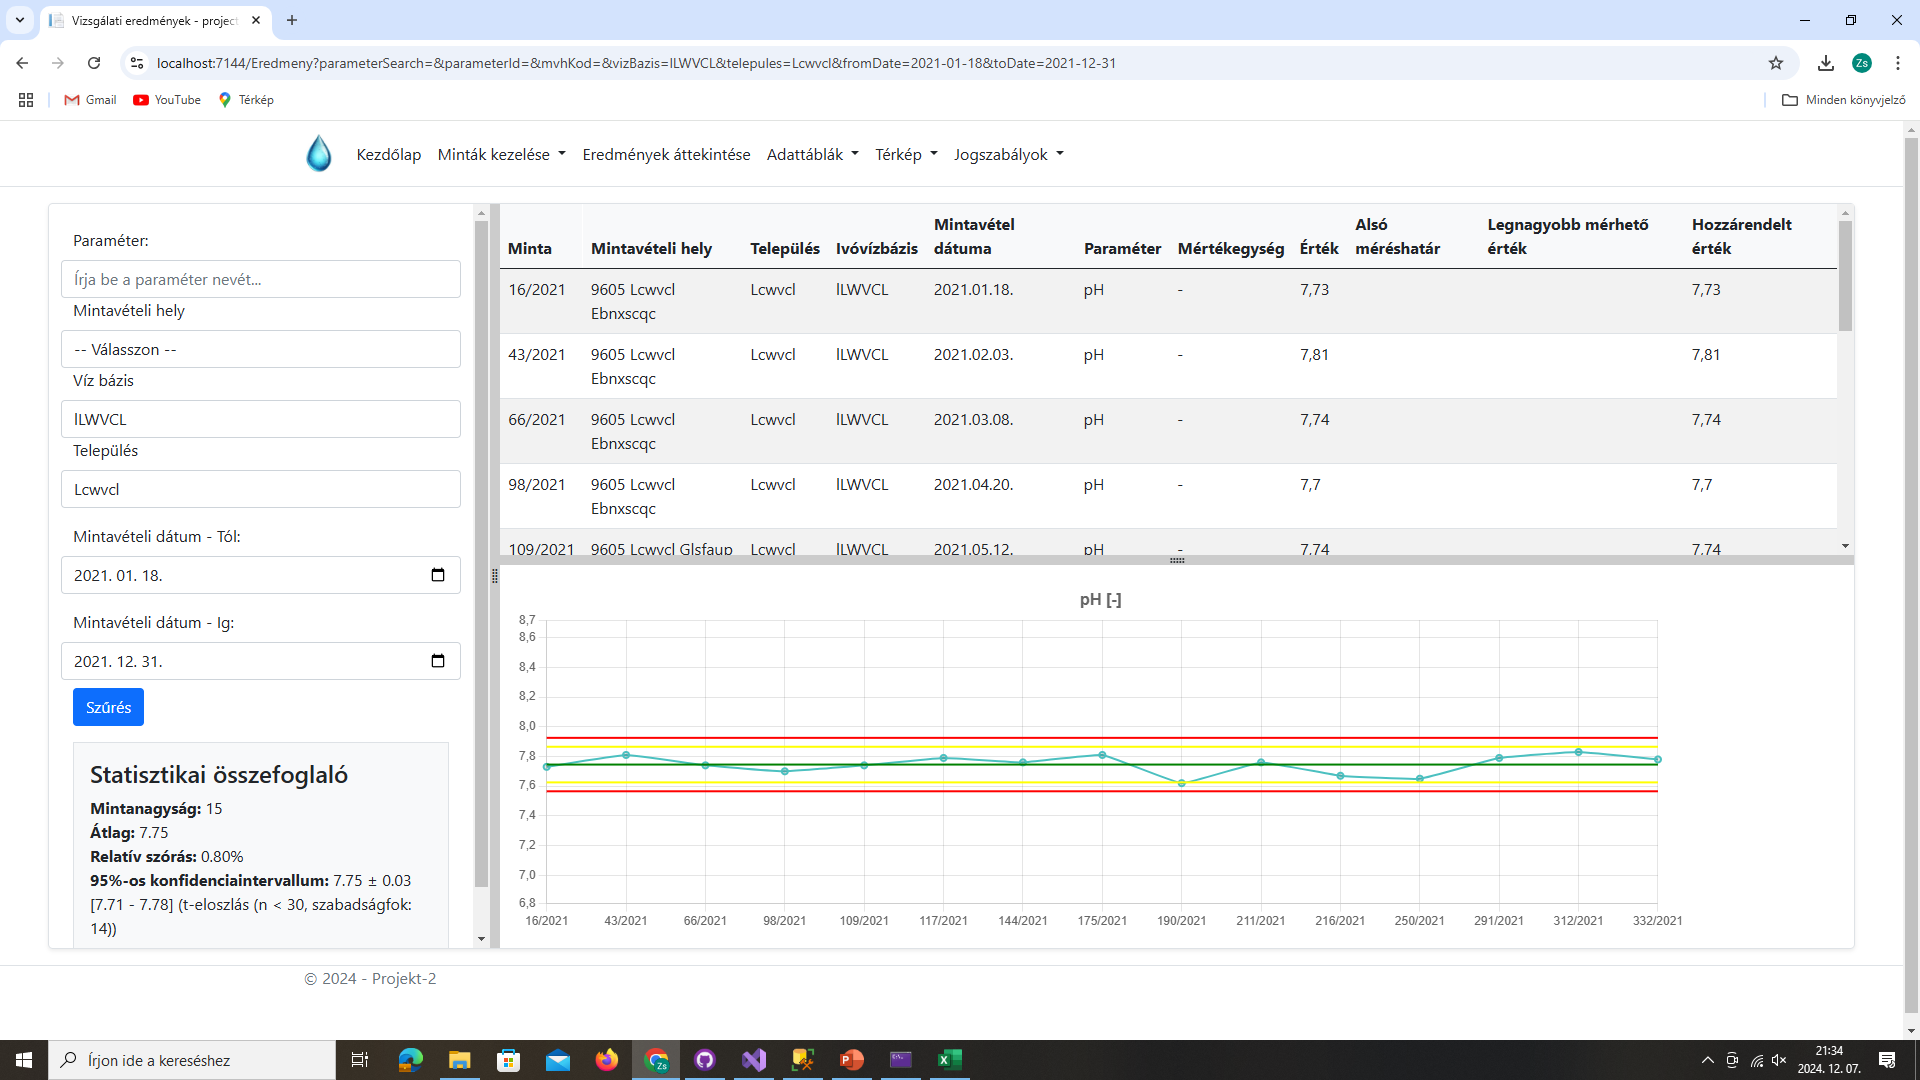 Vizsgálati eredmények - project
localhost:7144/Eredmeny?parameterSearch=&parameterId=&mvhKod=&vizBazis=lLWVCL&telepules=Lcwvcl&fromDate=2021-01-18&toDate=2021-12-31
Zs
Gmail
YouTube
Térkép
Minden könyvjelző
Kezdőlap
Minták kezelése
Eredmények áttekintése
Adattáblák
Térkép
Jogszabályok
Paraméter:
Írja be a paraméter nevét...
Mintavételi hely
-- Válasszon --
Víz bázis
lLWVCL
Település
Lcwvcl
Mintavételi dátum - Tól:
2021. 01. 18.
Mintavételi dátum - Ig:
2021. 12. 31.
Szűrés
Statisztikai összefoglaló
Mintanagyság: 15
Átlag: 7.75
Relatív szórás: 0.80%
95%-os konfidenciaintervallum: 7.75 ± 0.03
[7.71 - 7.78] (t-eloszlás (n < 30, szabadságfok:
14))
Minta Mintavételi hely Település Ivóvízbázis Mintavétel dátuma Paraméter Mértékegység Érték Alsó méréshatár Legnagyobb mérhető érték Hozzárendelt érték
16/2021 9605 Lcwvcl Ebnxscqc Lcwvcl lLWVCL 2021.01.18. pH - 7,73 7,73
43/2021 9605 Lcwvcl Ebnxscqc Lcwvcl lLWVCL 2021.02.03. pH - 7,81 7,81
66/2021 9605 Lcwvcl Ebnxscqc Lcwvcl lLWVCL 2021.03.08. pH - 7,74 7,74
98/2021 9605 Lcwvcl Ebnxscqc Lcwvcl lLWVCL 2021.04.20. pH - 7,7 7,7
109/2021 9605 Lcwvcl Glsfaup Lcwvcl lLWVCL 2021.05.12. pH - 7,74 7,74
pH [-]
8,7
8,6
8,4
8,2
8,0
7,8
7,6
7,4
7,2
7,0
6,8
16/2021 43/2021 66/2021 98/2021 109/2021 117/2021 144/2021 175/2021 190/2021 211/2021 216/2021 250/2021 291/2021 312/2021 332/2021
© 2024 - Projekt-2
Írjon ide a kereséshez
Zs
21:34
2024. 12. 07.